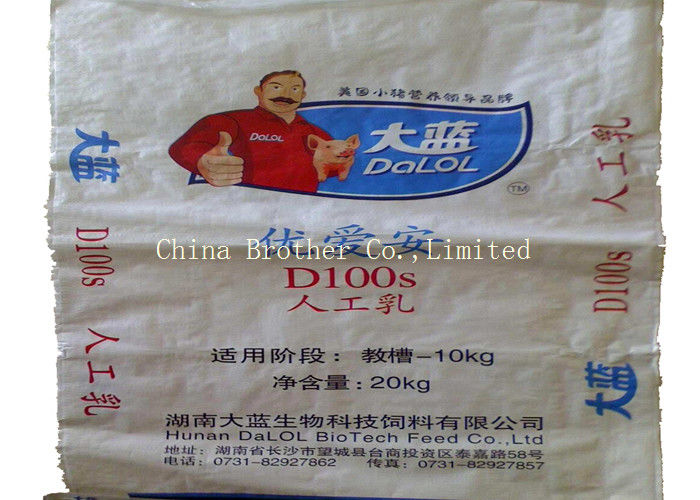 美国小猪营养领导品牌
大蓝
DaLOL
DaLOL
TM
大蓝
D100s
人工乳
优爱安
China Brother Co.,Limited
D100s
人工乳
人工乳
D100s
大蓝
适用阶段：教槽-10kg
净含量：20kg
湖南大蓝生物科技饲料有限公司
Hunan DaLOL BioTech Feed Co.,Ltd
地址：湖南省长沙市望城县台商投资区泰嘉路58号
电话：0731-82927862 传真：0731-82927857